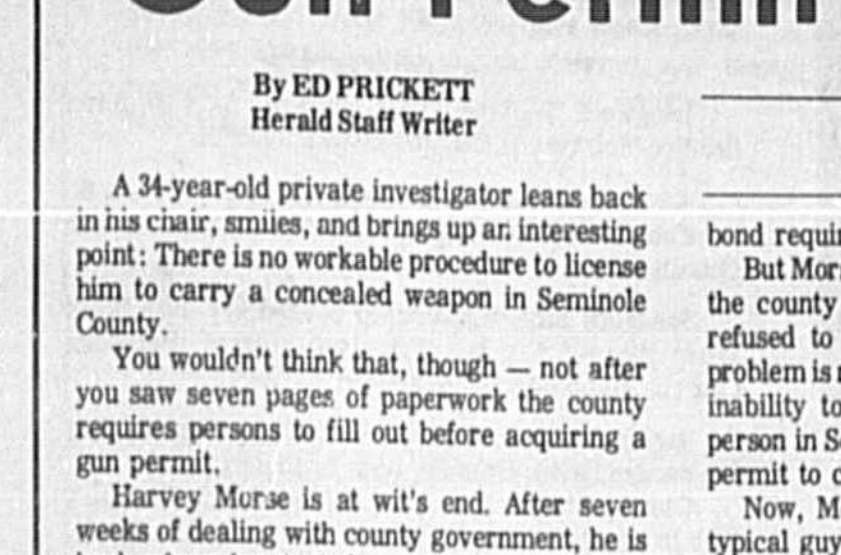 By ED PRICKETT
Herald Staff Writer
A 34-year-old private investigator leans back
in his chair, smiles, and brings up an interesting
point: There is no workable procedure to license
him to carry a concealed weapon in Seminole
County.
You wouldn't think that, though — not after
you saw seven pages of paperwork the county
requires persons to fill out before acquiring a
gun permit.
Harvey Morse is at wit's end. After seven
weeks of dealing with county government, he is
bond requir
But Mor
the county
refused to
problem is
inability to
person in S
permit to
Now, M
typical guy